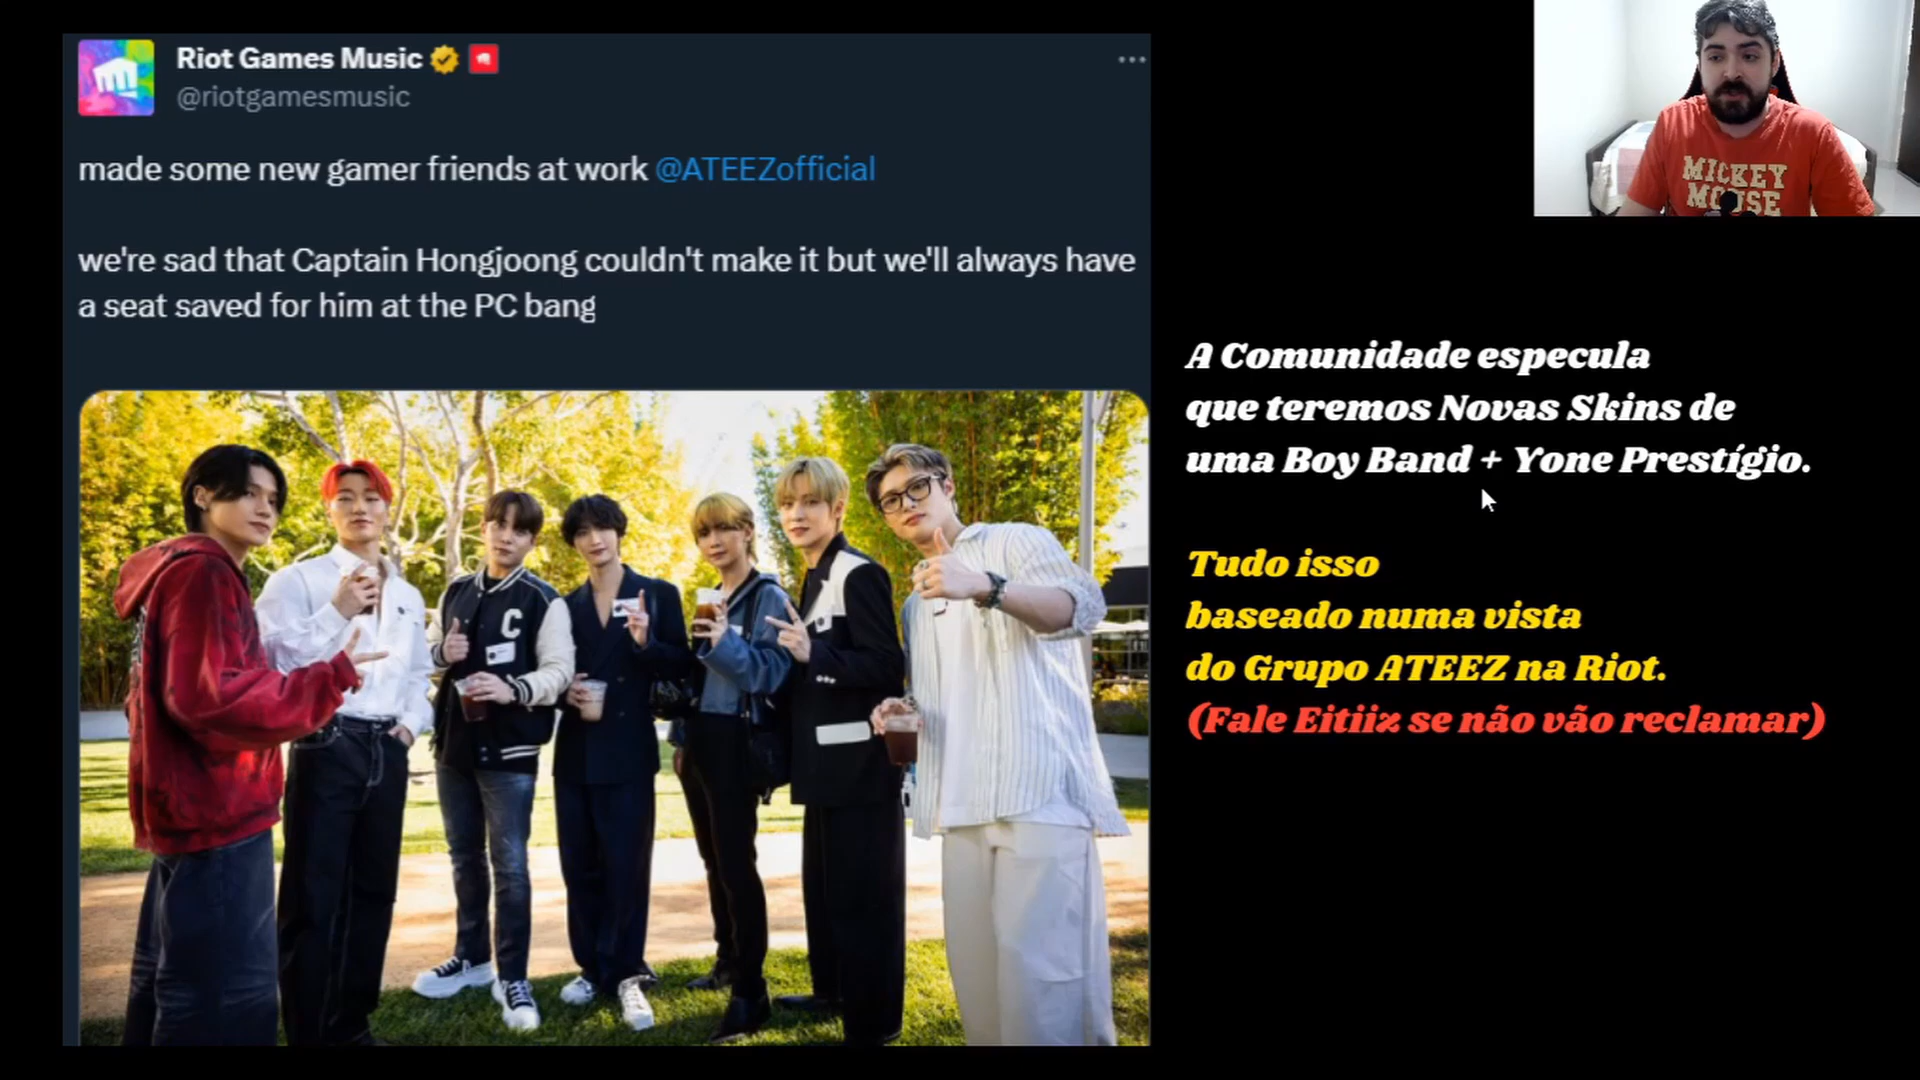 Riot Games Music
@riotgamesmusic
made some new gamer friends at work @ATEEZofficial
we're sad that Captain Hongjoong couldn't make it but we'll always have
a seat saved for him at the PC bang
MICKEY
MOUSE
A Comunidade especula
que teremos Novas Skins de
uma Boy Band + Yone Prestígio.
Tudo isso
baseado numa vista
do Grupo ATEEZ na Riot.
(Fale Eitiiz se não vão reclamar)
C